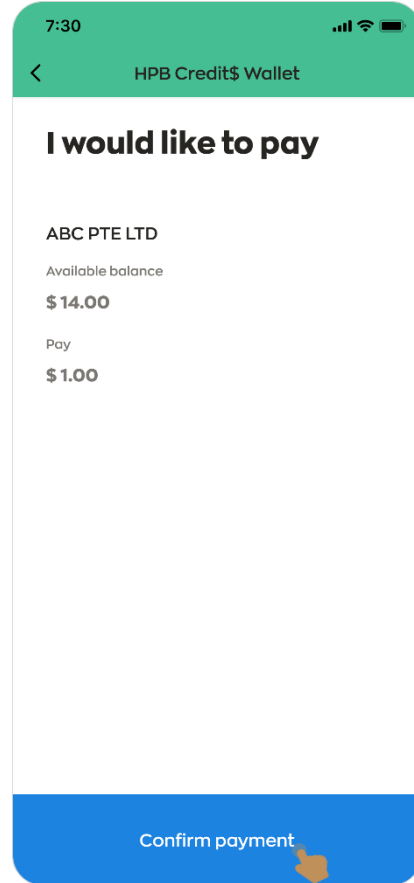 7:30
HPB Credit$ Wallet
I would like to pay
ABC PTE LTD
Available balance
$ 14.00
Pay
$ 1.00
Confirm payment